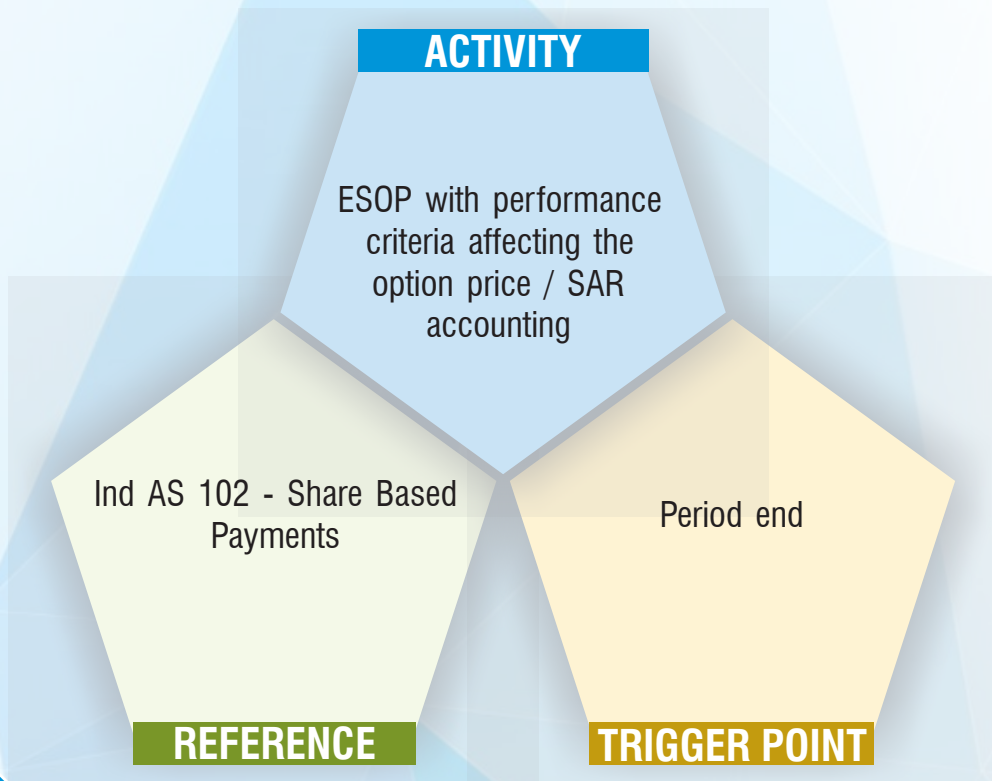 ACTIVITY
ESOP with performance
criteria affecting the
option price / SAR
accounting
Ind AS 102 - Share Based
Payments
REFERENCE
Period end
TRIGGER POINT